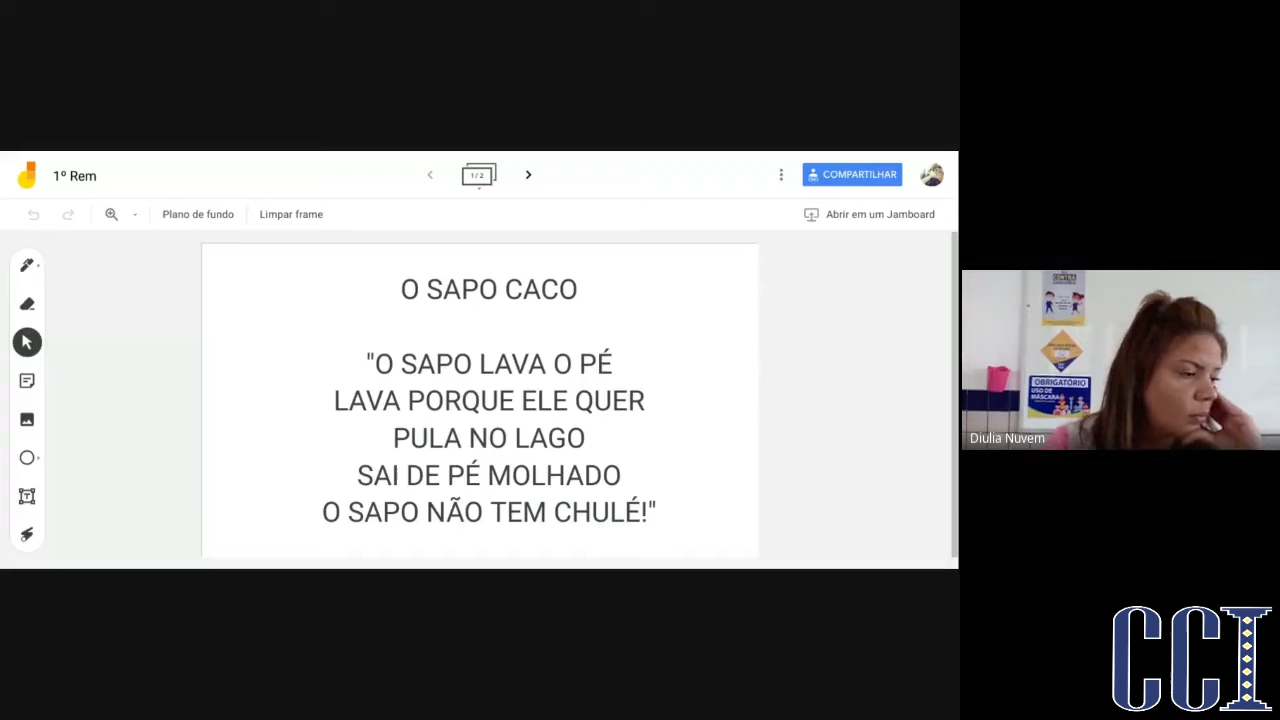 1º Rem
1 / 2
COMPARTILHAR
Plano de fundo
Limpar frame
Abrir em um Jamboard
O SAPO CACO
"O SAPO LAVA O PÉ
LAVA PORQUE ELE QUER
PULA NO LAGO
SAI DE PÉ MOLHADO
O SAPO NÃO TEM CHULÉ!"
CONTRA
OBRIGATÓRIO
USO DE
MÁSCARA
Diulia Nuvem
CCI